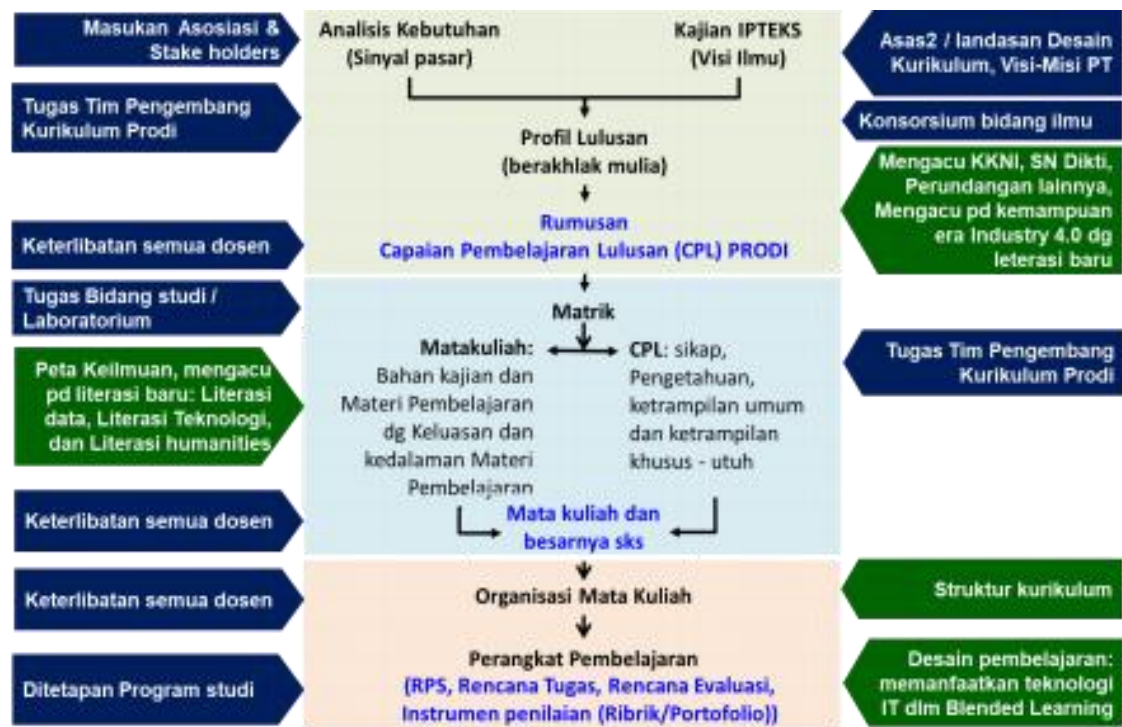 Masukan Asosiasi &
Stake holders
Tugas Tim Pengembang
Kurikulum Prodi
Keterlibatan semua dosen
Tugas Bidang studi /
Laboratorium
Peta Keilmuan, mengacu
pd literasi baru: Literasi
data, Literasi Teknologi,
dan Literasi humanities
Keterlibatan semua dosen
Keterlibatan semua dosen
Ditetapan Program studi
Analisis Kebutuhan
(Sinyal pasar)
Kajian IPTEKS
(Visi Ilmu)
Profil Lulusan
(berakhlak mulia)
Rumusan
Capaian Pembelajaran Lulusan (CPL) PRODI
Matrik
Matakuliah:
Bahan kajian dan
Materi Pembelajaran
dg Keluasan dan
kedalaman Materi
Pembelajaran
CPL: sikap,
Pengetahuan,
ketrampilan umum
dan ketrampilan
khusus - utuh
Mata kuliah dan
besarnya sks
Organisasi Mata Kuliah
Perangkat Pembelajaran
(RPS, Rencana Tugas, Rencana Evaluasi,
Instrumen penilaian (Ribrik/Portofolio))
Asas2 / landasan Desain
Kurikulum, Visi-Misi PT
Konsorsium bidang ilmu
Mengacu KKNI, SN Dikti,
Perundangan lainnya,
Mengacu pd kemampuan
era Industry 4.0 dg
leterasi baru
Tugas Tim Pengembang
Kurikulum Prodi
Struktur kurikulum
Desain pembelajaran:
memanfaatkan teknologi
IT dlm Blended Learning